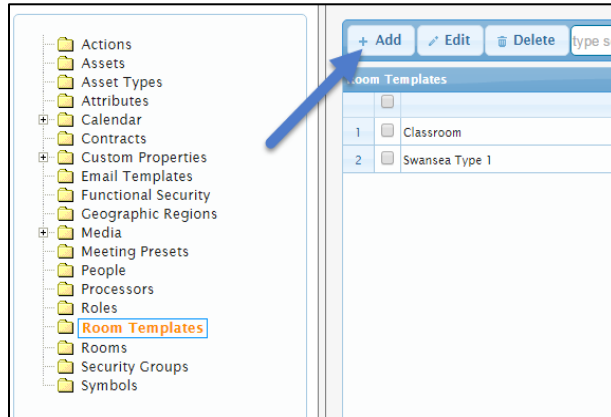 Actions
Assets
Asset Types
Attributes
Calendar
Contracts
Custom Properties
Email Templates
Functional Security
Geographic Regions
Media
Meeting Presets
People
Processors
Roles
Room Templates
Rooms
Security Groups
Symbols
+ Add Edit Delete type s
Room Templates
1 Classroom
2 Swansea Type 1